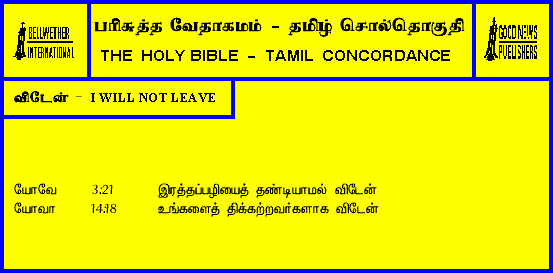 BELLWETHER
INTERNATIONAL
பரிசுத்த வேதாகமம் - தமிழ் சொல்தொகுதி
THE HOLY BIBLE - TAMIL CONCORDANCE
GOOD NEWS
PUBLISHERS
விடேன் - I WILL NOT LEAVE
யோவே 3:21 இரத்தப்பழியைத் தண்டியாமல் விடேன்
யோவா 14:18 உங்களைத் திக்கற்றவர்களாக விடேன்